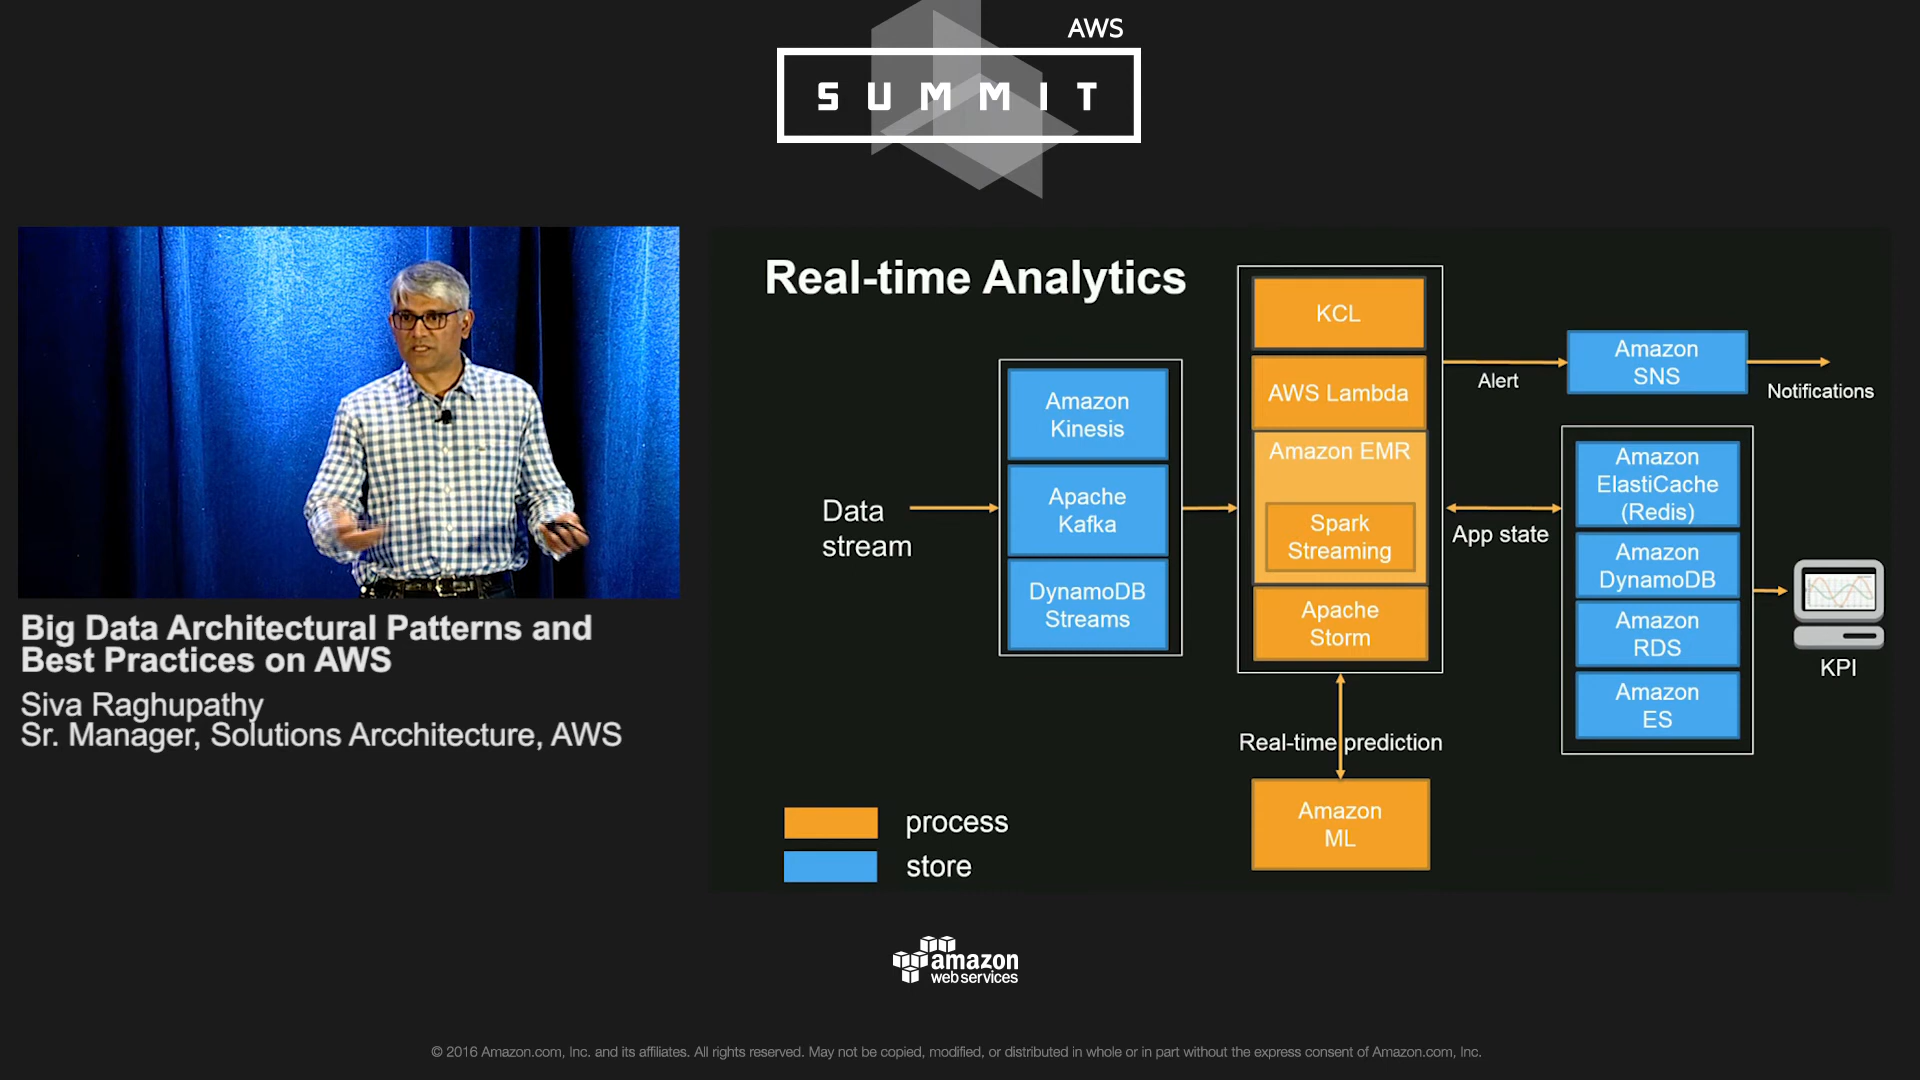 AWS
SUMMIT
Big Data Architectural Patterns and
Best Practices on AWS
Siva Raghupathy
Sr. Manager, Solutions Arcchitecture, AWS
Real-time Analytics
Data
stream
Amazon
Kinesis
Apache
Kafka
DynamoDB
Streams
KCL
AWS Lambda
Amazon EMR
Spark
Streaming
Apache
Storm
Real-time prediction
Amazon
ML
Alert
Amazon
SNS
Notifications
App state
Amazon
ElastiCache
(Redis)
Amazon
DynamoDB
Amazon
RDS
Amazon
ES
KPI
process
store
amazon
webservices
© 2016 Amazon.com, Inc. and its affiliates. All rights reserved. May not be copied, modified, or distributed in whole or in part without the express consent of Amazon.com, Inc.